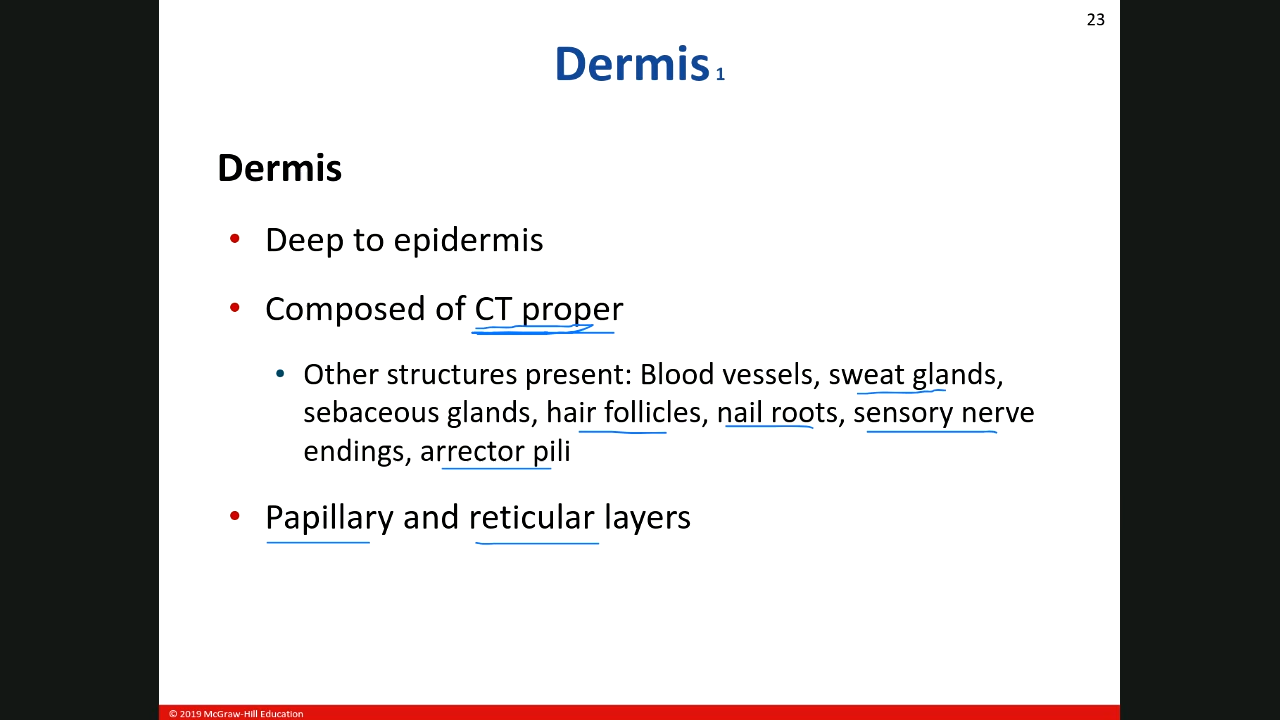 23
Dermis 1
Dermis
• Deep to epidermis
• Composed of CT proper
• Other structures present: Blood vessels, sweat glands,
sebaceous glands, hair follicles, nail roots, sensory nerve
endings, arrector pili
• Papillary and reticular layers
© 2019 McGraw-Hill Education